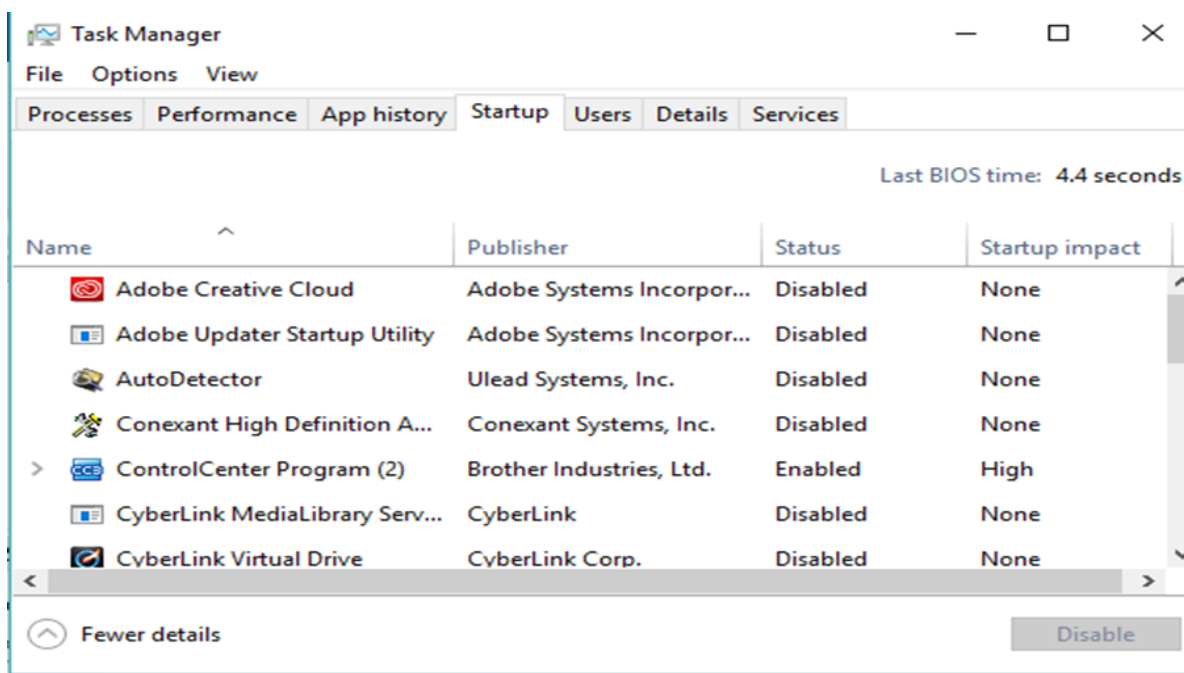 Task Manager
File Options View
Processes Performance App history Startup Users Details Services
Last BIOS time: 4.4 seconds
Name Publisher Status Startup impact
Adobe Creative Cloud Adobe Systems Incorpor... Disabled None
Adobe Updater Startup Utility Adobe Systems Incorpor... Disabled None
AutoDetector Ulead Systems, Inc. Disabled None
Conexant High Definition A... Conexant Systems, Inc. Disabled None
ControlCenter Program (2) Brother Industries, Ltd. Enabled High
CyberLink MediaLibrary Serv... CyberLink Disabled None
CyberLink Virtual Drive CyberLink Corp. Disabled None
Fewer details Disable